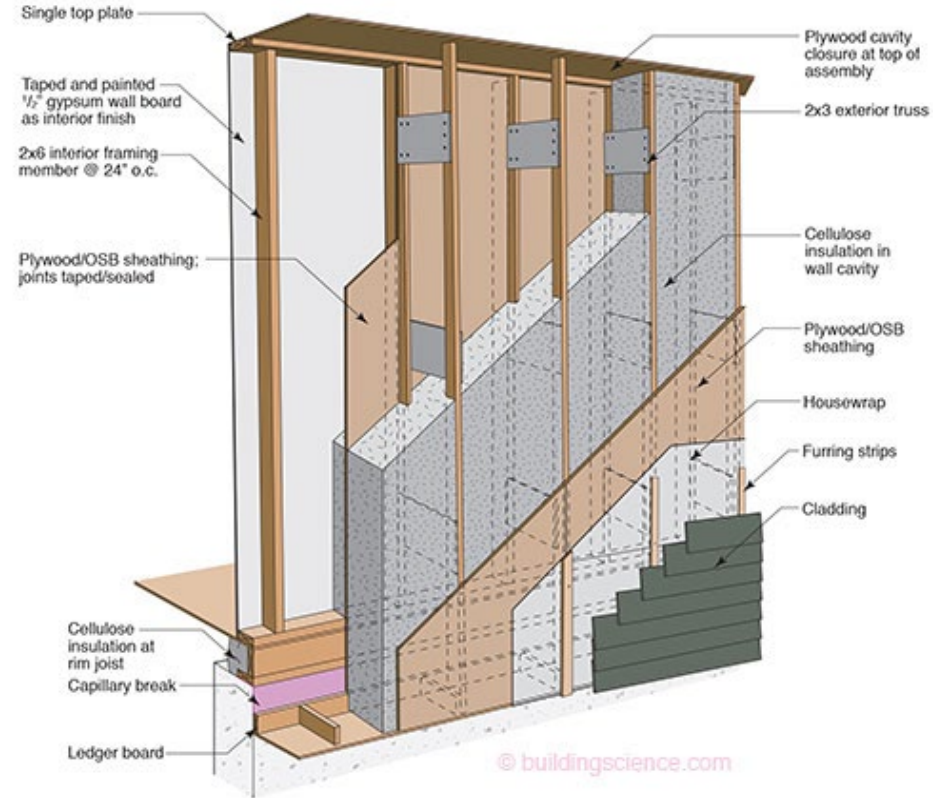 Single top plate
Taped and painted
1/2" gypsum wall board
as interior finish
2x6 interior framing
member @ 24" o.c.
Plywood/OSB sheathing;
joints taped/sealed
Cellulose
insulation at
rim joist
Capillary break
Ledger board
Plywood cavity
closure at top of
assembly
2x3 exterior truss
Cellulose
insulation in
wall cavity
Plywood/OSB
sheathing
Housewrap
Furring strips
Cladding
© buildingscience.com